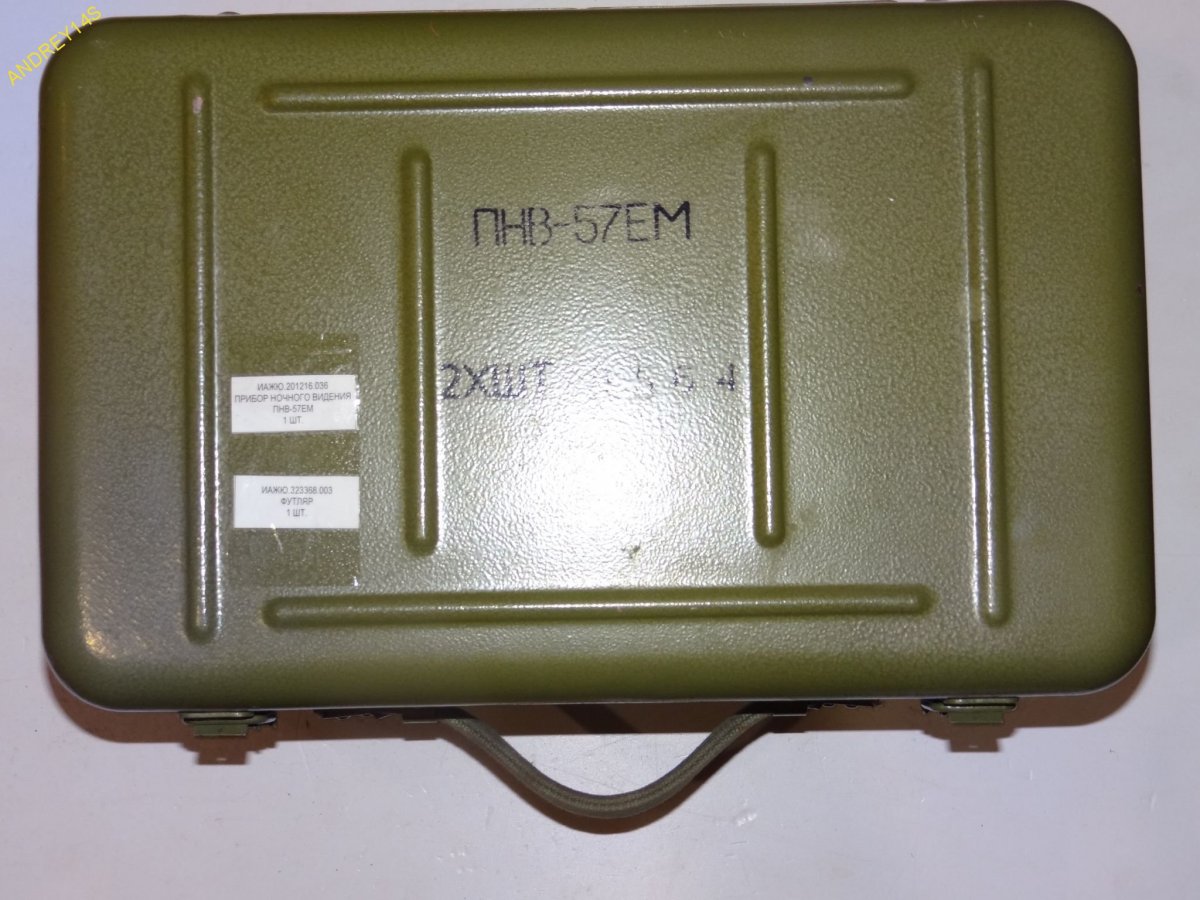 ANDREY14S
ПНВ-57ЕМ
2ХШТ
ИАЖЮ.201216.036
ПРИБОР НОЧНОГО ВИДЕНИЯ
ПНВ-57ЕМ
1 ШТ.
ИАЖЮ.323368.003
ФУТЛЯР
1 ШТ.